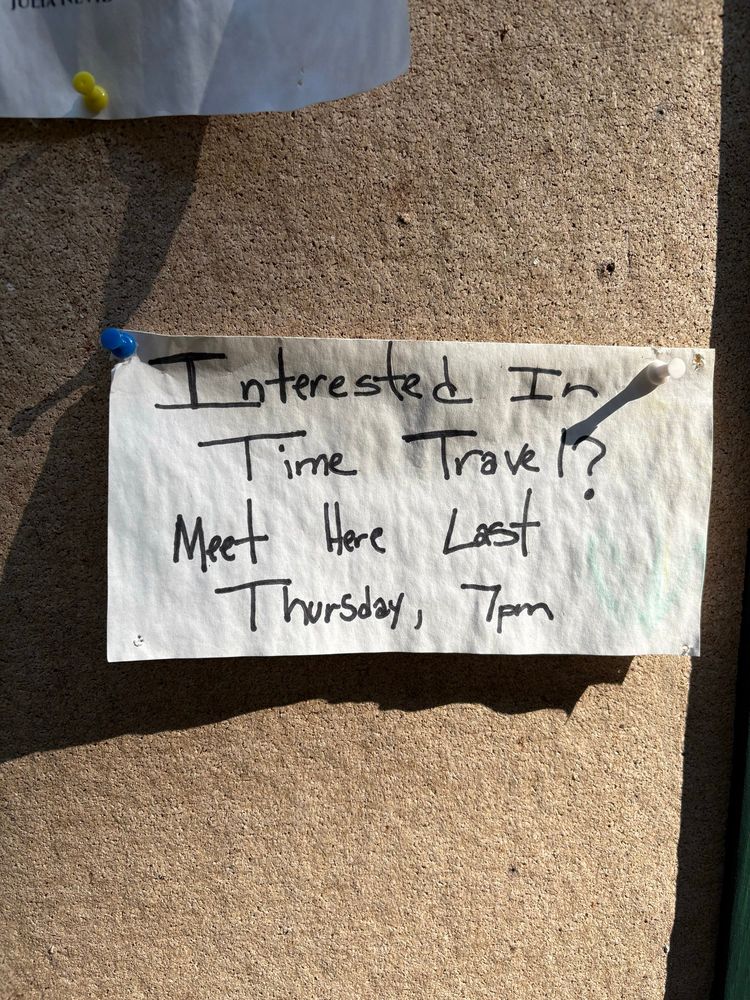 Interested In
Time Travel?
Meet Here Last
Thursday, 7pm